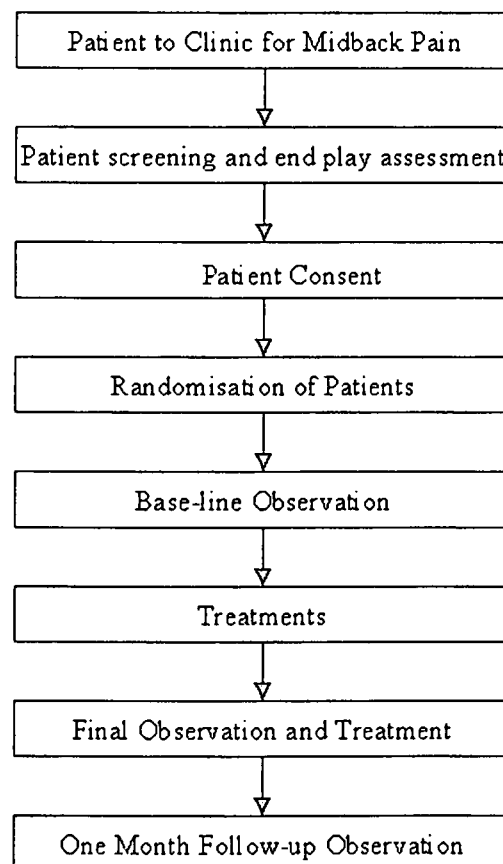 Patient to Clinic for Midback Pain
Patient screening and end play assessment
Patient Consent
Randomisation of Patients
Base-line Observation
Treatments
Final Observation and Treatment
One Month Follow-up Observation